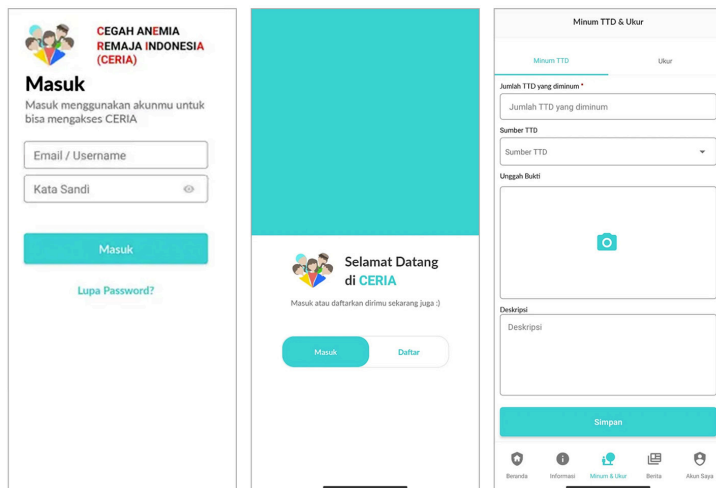 CEGAH ANEMIA
REMAJA INDONESIA
(CERIA)
Masuk
Masuk menggunakan akunmu untuk
bisa mengakses CERIA
Email / Username
Kata Sandi
Masuk
Lupa Password?
Selamat Datang
di CERIA
Masuk atau daftarkan dirimu sekarang juga :)
Masuk
Daftar
Minum TTD & Ukur
Minum TTD
Ukur
Jumlah TTD yang diminum *
Jumlah TTD yang diminum
Sumber TTD
Sumber TTD
Unggah Bukti
Deskripsi
Deskripsi
Simpan
Beranda
Informasi
Minum & Ukur
Berita
Akun Saya